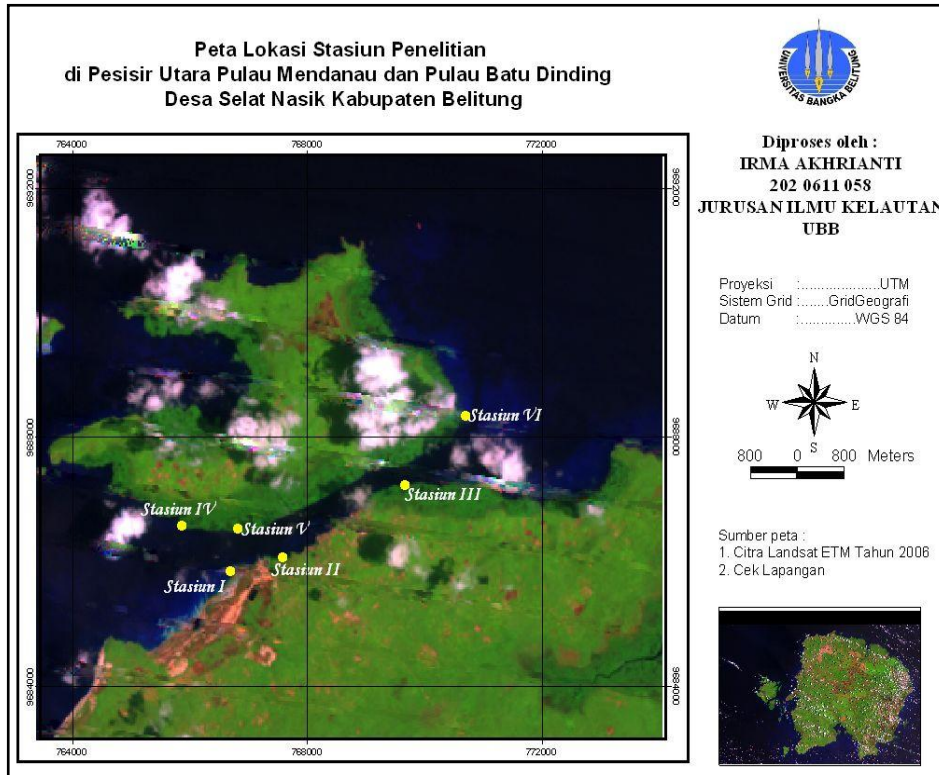 Peta Lokasi Stasiun Penelitian
di Pesisir Utara Pulau Mendanau dan Pulau Batu Dinding
Desa Selat Nasik Kabupaten Belitung
UNIVERSITAS BANGKA BELITUNG
Diproses oleh :
IRMA AKHRIANTI
202 0611 058
JURUSAN ILMU KELAUTAN
UBB
Proyeksi :...................UTM
Sistem Grid :.......GridGeografi
Datum :.............WGS 84
N
W E
S
800 0 800 Meters
Sumber peta :
1. Citra Landsat ETM Tahun 2006
2. Cek Lapangan
764000 768000 772000
9692000 9692000
9688000 9688000
9684000 9684000
764000 768000 772000
Stasiun VI
Stasiun III
Stasiun IV
Stasiun V
Stasiun II
Stasiun I